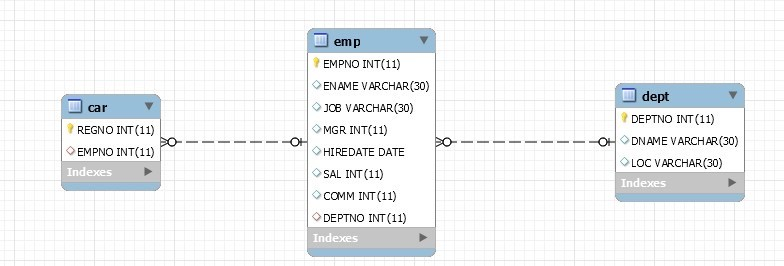 car
REGNO INT(11)
EMPNO INT(11)
Indexes
emp
EMPNO INT(11)
ENAME VARCHAR(30)
JOB VARCHAR(30)
MGR INT(11)
HIREDATE DATE
SAL INT(11)
COMM INT(11)
DEPTNO INT(11)
Indexes
dept
DEPTNO INT(11)
DNAME VARCHAR(30)
LOC VARCHAR(30)
Indexes